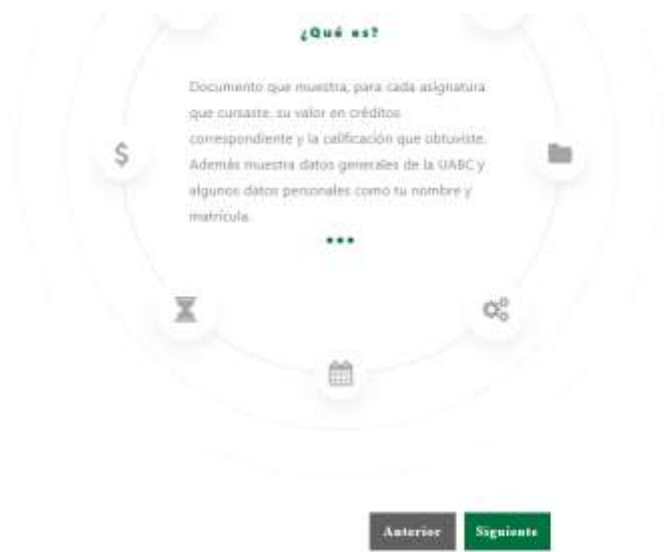 ¿Qué es?
Documento que muestra, para cada asignatura
que cursaste, su valor en créditos
correspondiente y la calificación que obtuviste.
Además muestra datos generales de la UABC y
algunos datos personales como tu nombre y
matrícula.
$
Anterior
Siguiente